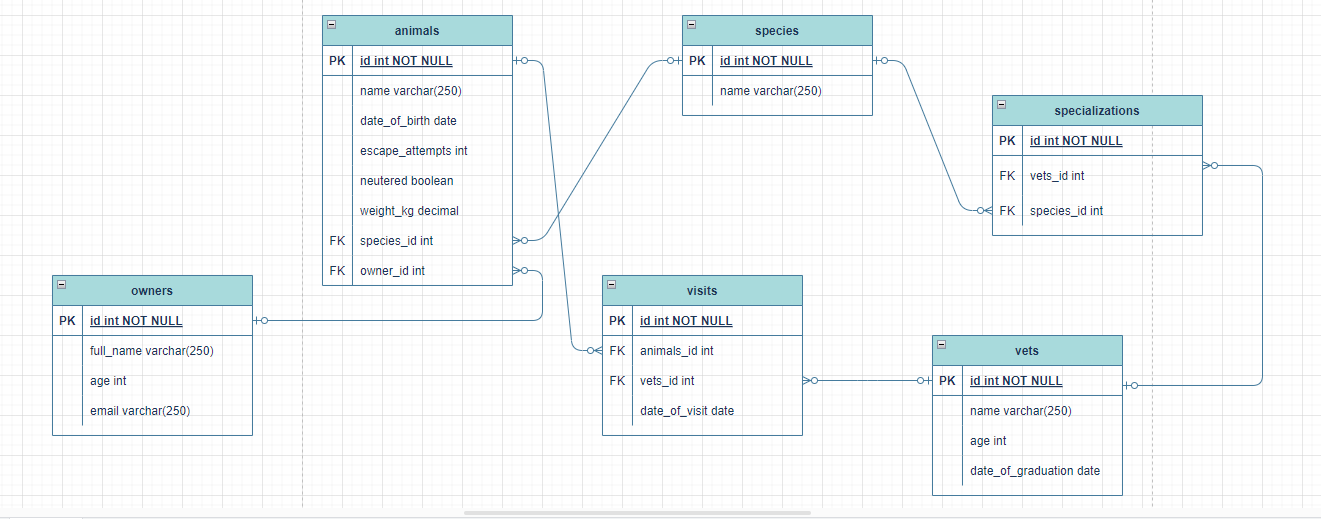 animals
PK id int NOT NULL
name varchar(250)
date_of_birth date
escape_attempts int
neutered boolean
weight_kg decimal
FK species_id int
FK owner_id int
species
PK id int NOT NULL
name varchar(250)
specializations
PK id int NOT NULL
FK vets_id int
FK species_id int
owners
PK id int NOT NULL
full_name varchar(250)
age int
email varchar(250)
visits
PK id int NOT NULL
FK animals_id int
FK vets_id int
date_of_visit date
vets
PK id int NOT NULL
name varchar(250)
age int
date_of_graduation date